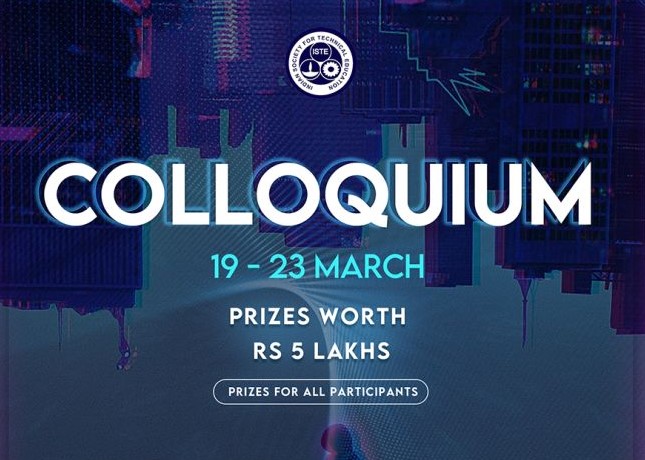 INDIAN SOCIETY FOR TECHNICAL EDUCATION
ISTE
COLLOQUIUM
19 - 23 MARCH
PRIZES WORTH
RS 5 LAKHS
PRIZES FOR ALL PARTICIPANTS